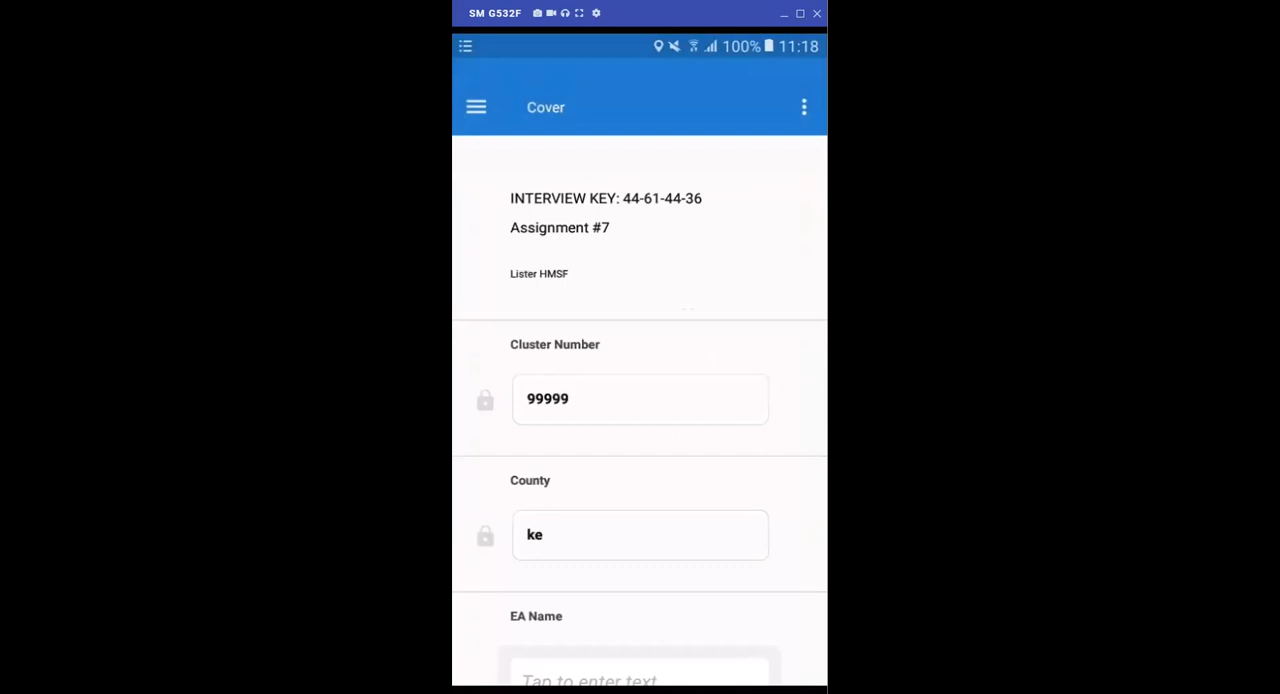 SM G532F
100% 11:18
Cover
INTERVIEW KEY: 44-61-44-36
Assignment #7
Lister HMSF
Cluster Number
99999
County
ke
EA Name
Tap to enter text